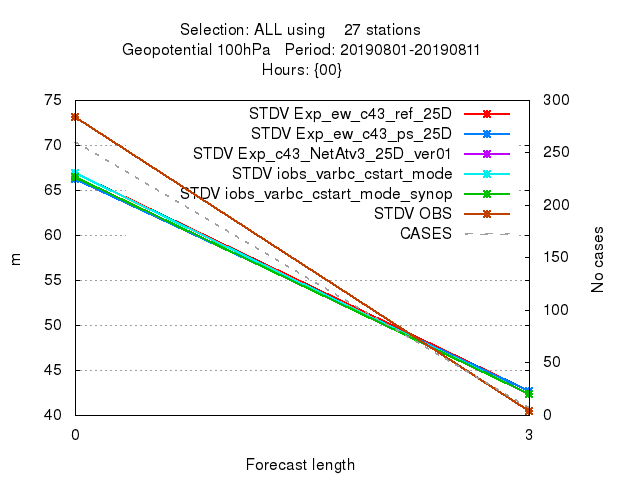 Selection: ALL using    27 stations
Geopotential 100hPa   Period: 20190801-20190811
Hours: {00}
75
70
65
60
55
50
45
40
300
250
200
150
100
50
0
STDV Exp_ew_c43_ref_25D
STDV Exp_ew_c43_ps_25D
STDV Exp_c43_NetAtv3_25D_ver01
STDV iobs_varbc_cstart_mode
STDV iobs_varbc_cstart_mode_synop
STDV OBS
CASES
m
No cases
0
3
Forecast length